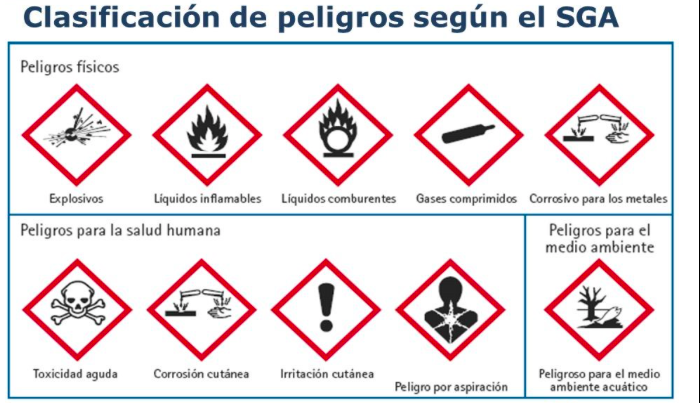 Clasificación de peligros según el SGA
Peligros físicos
Explosivos
Líquidos inflamables
Líquidos comburentes
Gases comprimidos
Corrosivo para los metales
Peligros para la salud humana
Toxicidad aguda
Corrosión cutánea
Irritación cutánea
Peligro por aspiración
Peligros para el
medio ambiente
Peligroso para el medio
ambiente acuático